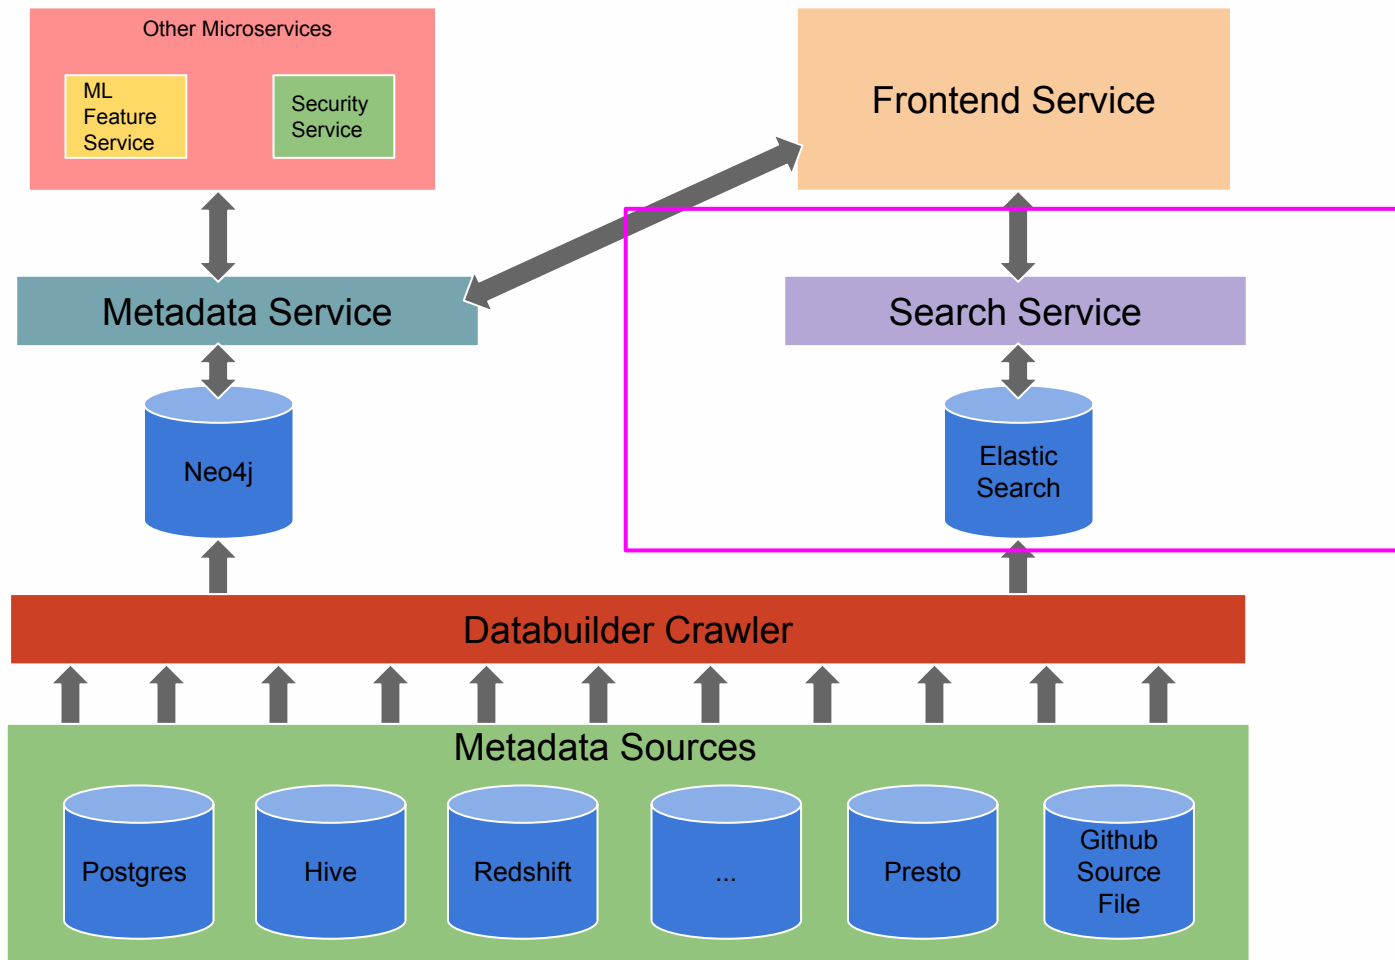 Other Microservices
ML
Feature
Service
Security
Service
Frontend Service
Metadata Service
Search Service
Neo4j
Elastic
Search
Databuilder Crawler
Metadata Sources
Postgres
Hive
Redshift
...
Presto
Github
Source
File